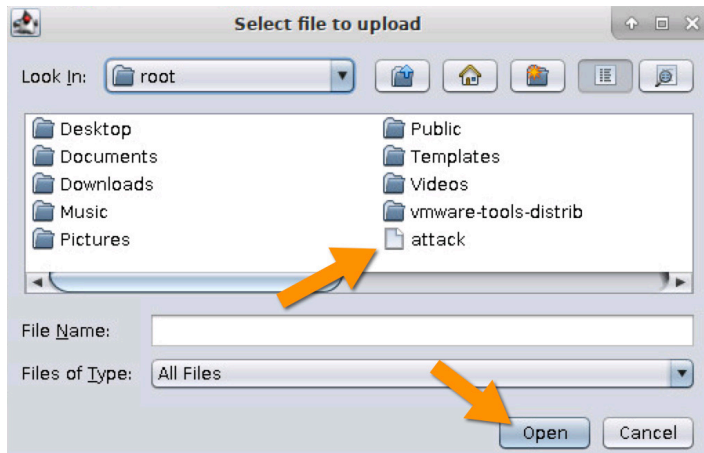 Select file to upload
Look In: root
Desktop
Documents
Downloads
Music
Pictures
Public
Templates
Videos
vmware-tools-distrib
attack
File Name:
Files of Type: All Files
Open Cancel